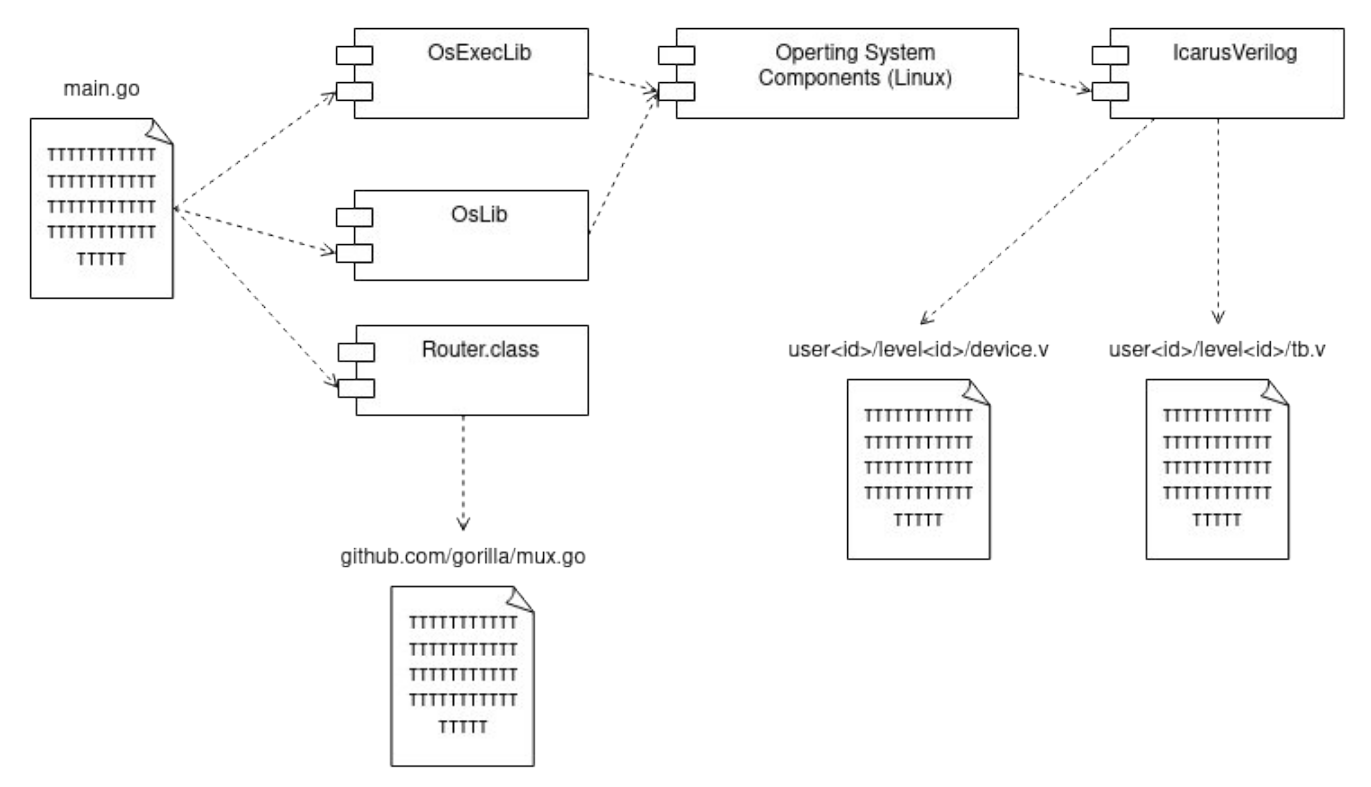 main.go
TTTTTTTTTTT
TTTTTTTTTTT
TTTTTTTTTTT
TTTTTTTTTTT
TTTTT
OsExecLib
OsLib
Router.class
github.com/gorilla/mux.go
TTTTTTTTTTT
TTTTTTTTTTT
TTTTTTTTTTT
TTTTTTTTTTT
TTTTT
Operting System
Components (Linux)
IcarusVerilog
user<id>/level<id>/device.v
TTTTTTTTTTT
TTTTTTTTTTT
TTTTTTTTTTT
TTTTTTTTTTT
TTTTT
user<id>/level<id>/tb.v
TTTTTTTTTTT
TTTTTTTTTTT
TTTTTTTTTTT
TTTTTTTTTTT
TTTTT